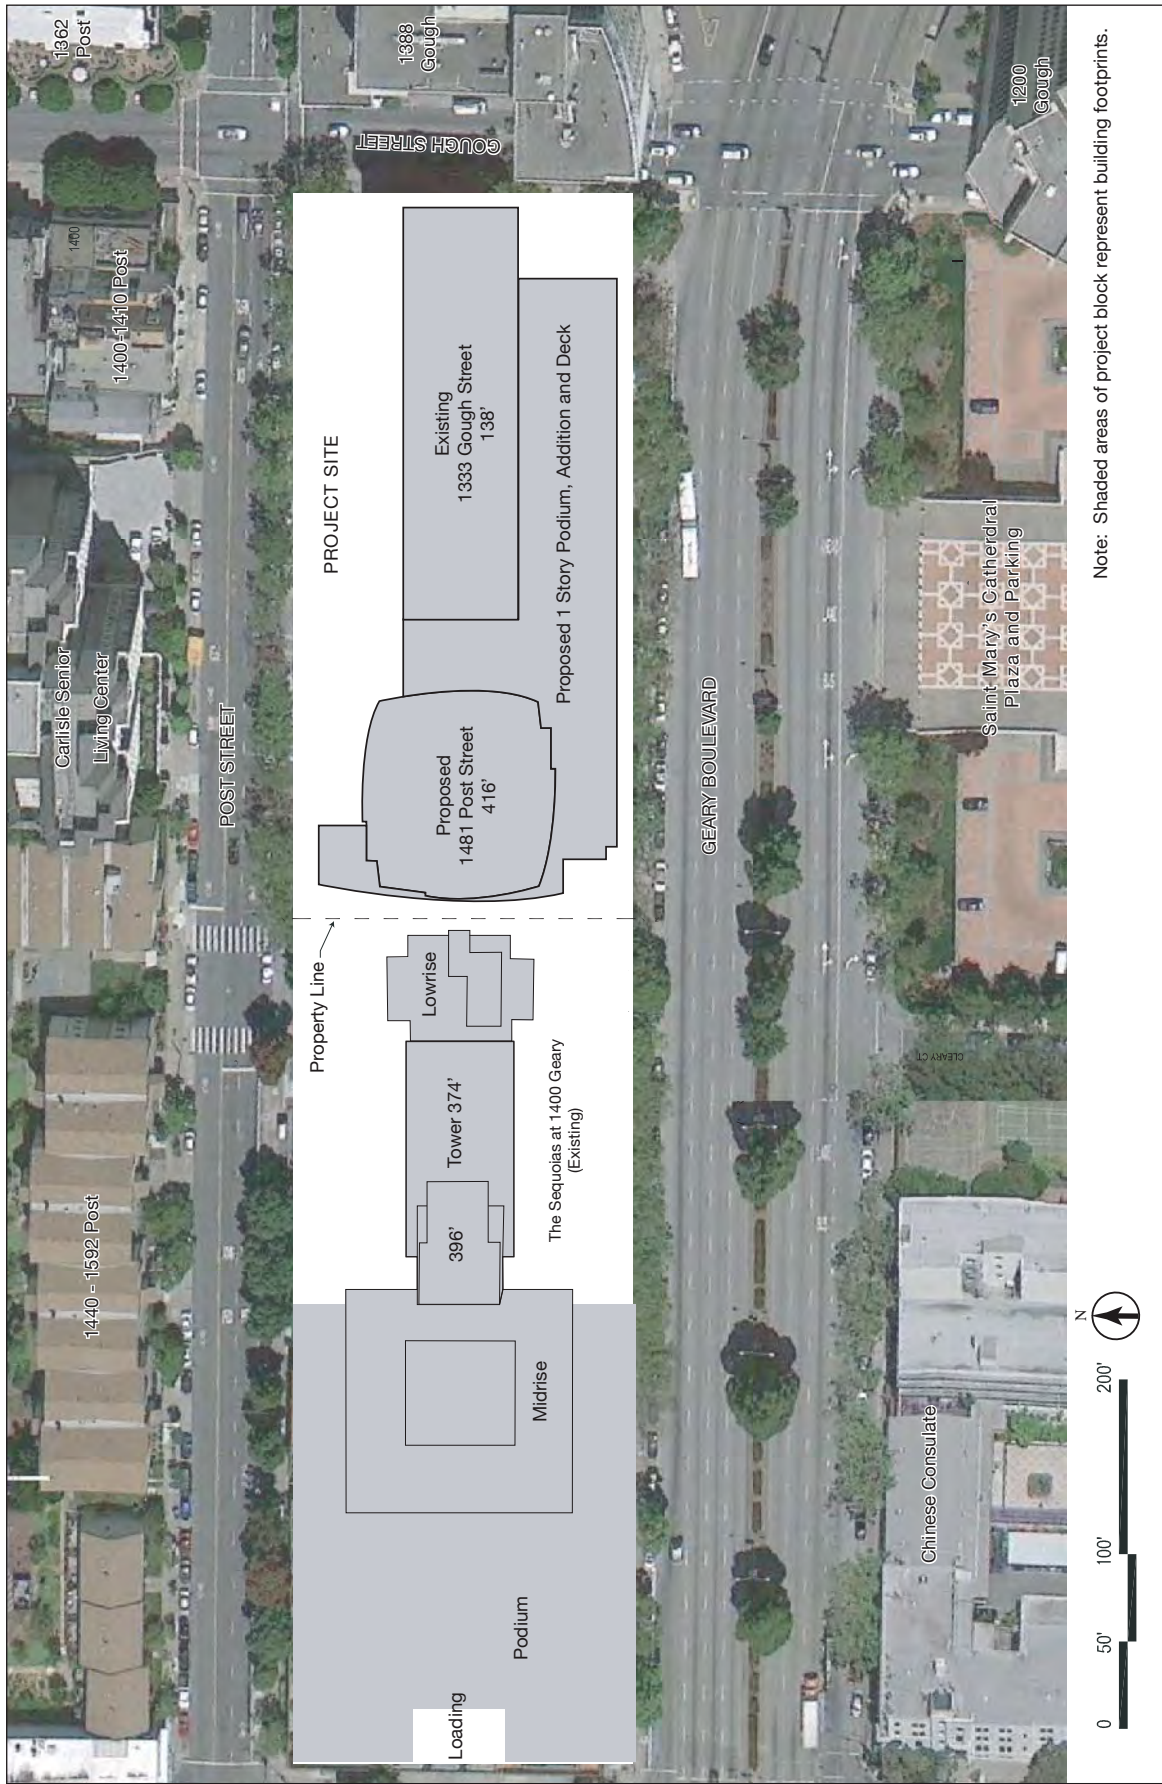 1362
Post
1388
Gough
GOUGH STREET
1200
Gough
1400
1400-1410 Post
Carlisle Senior
Living Center
POST STREET
1440 - 1592 Post
PROJECT SITE
Existing
1333 Gough Street
138'
Proposed 1 Story Podium, Addition and Deck
Proposed
1481 Post Street
416'
Property Line
Lowrise
Tower 374'
396'
The Sequoias at 1400 Geary
(Existing)
Midrise
Podium
Loading
GEARY BOULEVARD
Saint Mary's Catherdral
Plaza and Parking
CLEARY CT
Chinese Consulate
0
50'
100'
200'
N
Note: Shaded areas of project block represent building footprints.